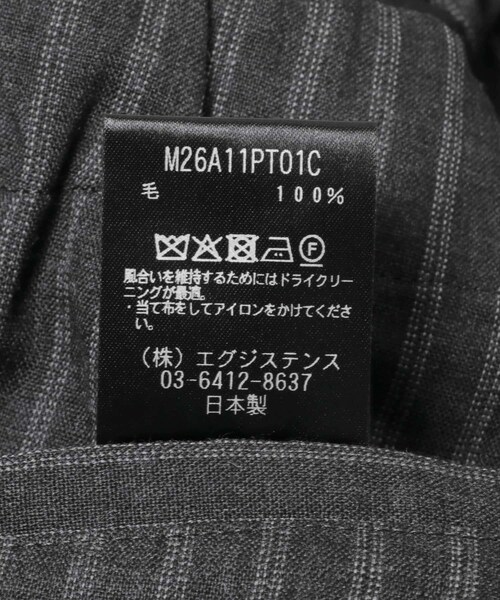 M26A11PT01C
毛 100%
F
風合いを維持するためにはドライクリー
ニングが最適。
・当て布をしてアイロンをかけてくださ
い。
(株) エグジステンス
03-6412-8637
日本製